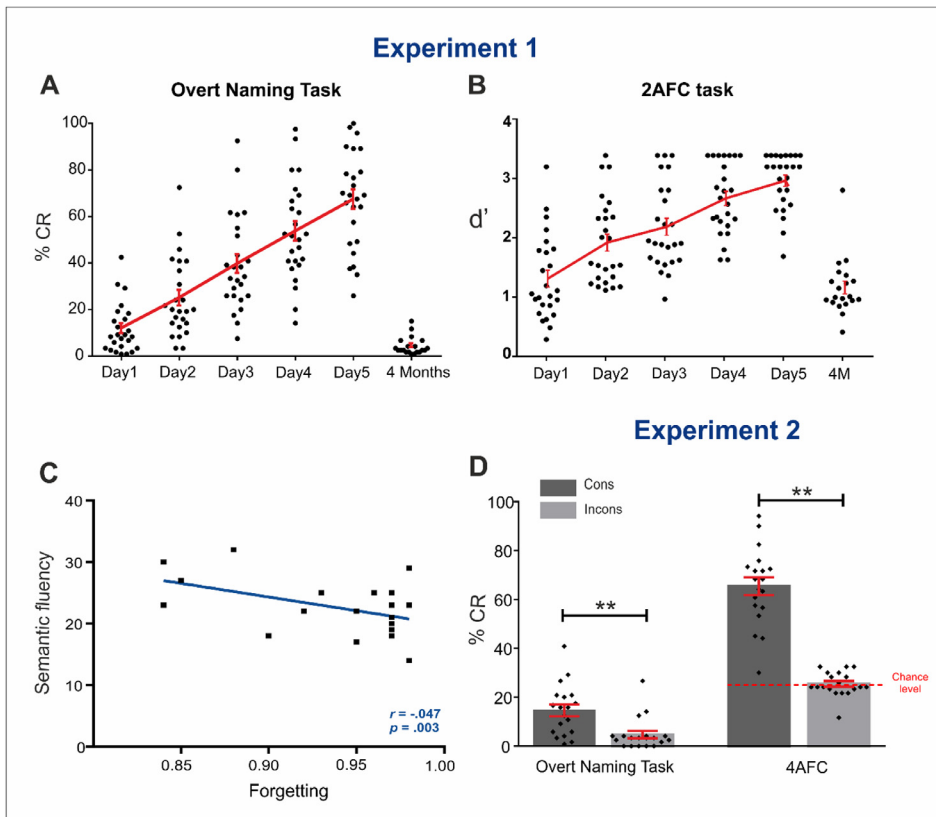 Experiment 1
A
Overt Naming Task
% CR
100
80
60
40
20
0
Day1 Day2 Day3 Day4 Day5 4 Months
B
2AFC task
d'
4
3
2
1
0
Day1 Day2 Day3 Day4 Day5 4M
Experiment 2
C
Semantic fluency
40
30
20
10
0
r = -.047
p = .003
0.85 0.90 0.95 1.00
Forgetting
D
Cons
Incons
% CR
100
80
60
40
20
0
**
**
Chance
level
Overt Naming Task 4AFC